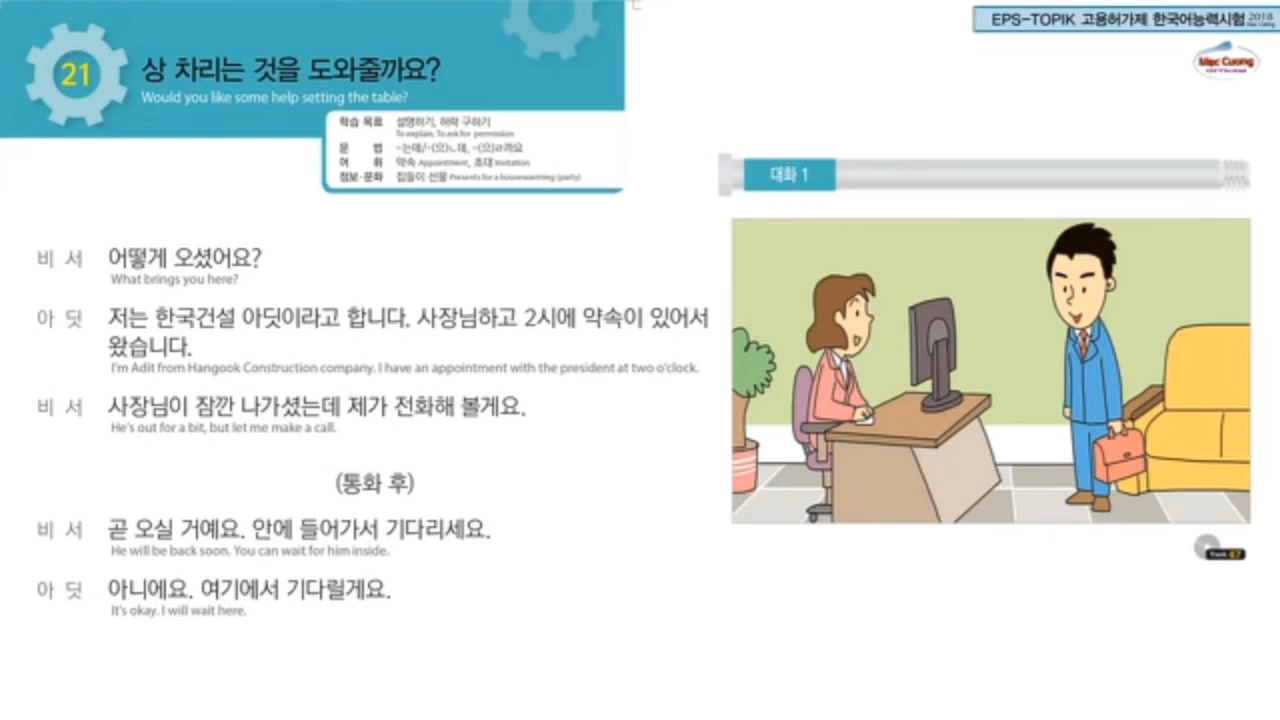 EPS-TOPIK 고용허가제 한국어능력시험 2018
Mạc Cường
21
상 차리는 것을 도와줄까요?
Would you like some help setting the table?
학습 목표 설명하기, 허락 구하기
To explain, To ask for permission
문 법 -는데/-(으)ㄴ데, -(으)ㄹ까요
어 휘 약속 Appointment, 초대 Invitation
정보·문화 집들이 선물 Presents for a housewarming (party)
대화 1
비 서 어떻게 오셨어요?
What brings you here?
아 딧 저는 한국건설 아딧이라고 합니다. 사장님하고 2시에 약속이 있어서
왔습니다.
I'm Adit from Hangook Construction company. I have an appointment with the president at two o'clock.
비 서 사장님이 잠깐 나가셨는데 제가 전화해 볼게요.
He's out for a bit, but let me make a call.
(통화 후)
비 서 곧 오실 거예요. 안에 들어가서 기다리세요.
He will be back soon. You can wait for him inside.
아 딧 아니에요. 여기에서 기다릴게요.
It's okay. I will wait here.
Track 67